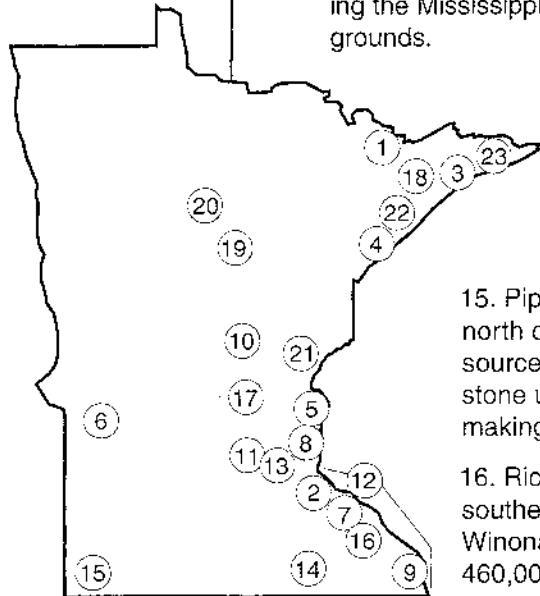 ing the Mississippi
grounds.
1
23
18
3
20
22
4
19
15. Pip
north o
source
stone u
making
10
21
17
5
6
8
11
13
12
16. Ric
southe
Winona
460,00
2
7
16
15
14
9